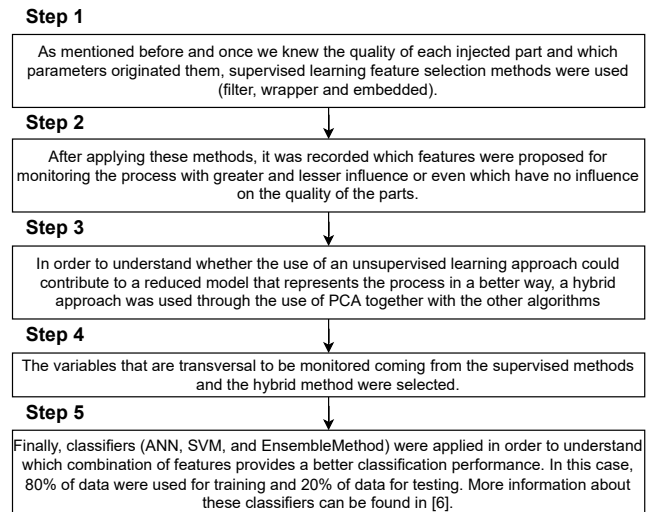 Step 1
As mentioned before and once we knew the quality of each injected part and which
parameters originated them, supervised learning feature selection methods were used
(filter, wrapper and embedded).
Step 2
After applying these methods, it was recorded which features were proposed for
monitoring the process with greater and lesser influence or even which have no influence
on the quality of the parts.
Step 3
In order to understand whether the use of an unsupervised learning approach could
contribute to a reduced model that represents the process in a better way, a hybrid
approach was used through the use of PCA together with the other algorithms
Step 4
The variables that are transversal to be monitored coming from the supervised methods
and the hybrid method were selected.
Step 5
Finally, classifiers (ANN, SVM, and EnsembleMethod) were applied in order to understand
which combination of features provides a better classification performance. In this case,
80% of data were used for training and 20% of data for testing. More information about
these classifiers can be found in [6].